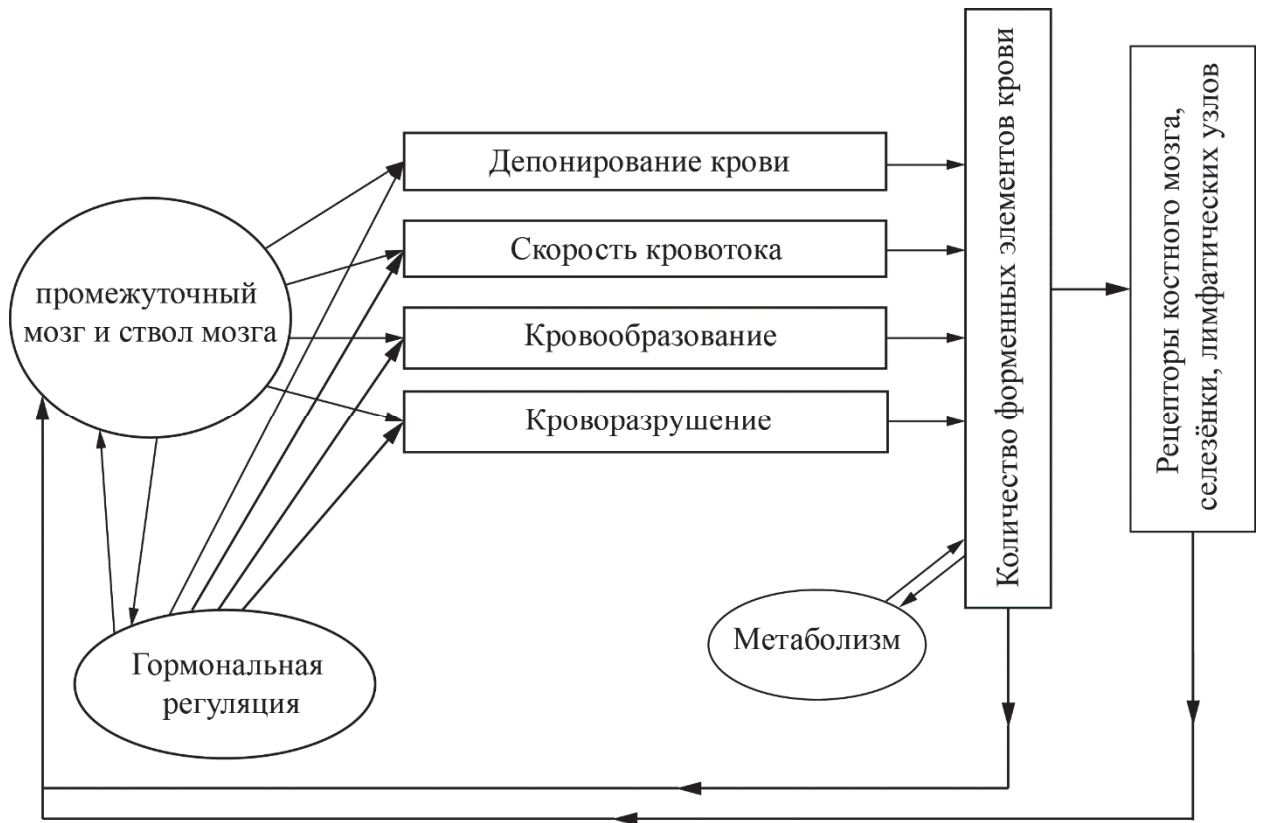 промежуточный
мозг и ствол мозга
Депонирование крови
Скорость кровотока
Кровообразование
Кроворазрушение
Гормональная
регуляция
Метаболизм
Количество форменных элементов крови
Рецепторы костного мозга,
селезёнки, лимфатических узлов